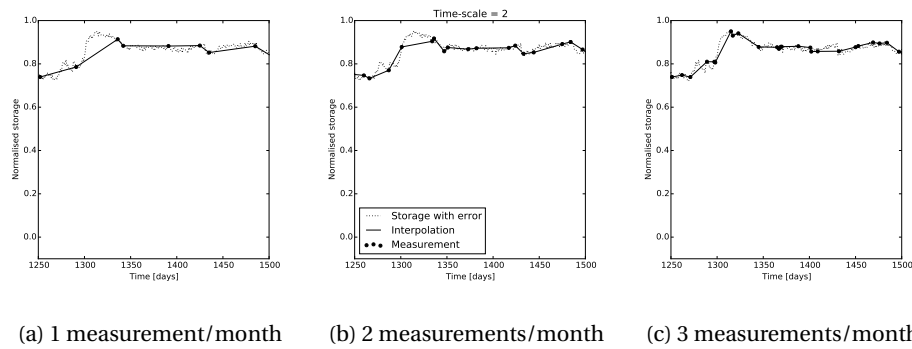 Time-scale = 2
1.0
0.8
0.6
0.4
0.2
0.0
Normalised storage
1250 1300 1350 1400 1450 1500
Time [days]
1.0
0.8
0.6
0.4
0.2
0.0
Normalised storage
Storage with error
Interpolation
Measurement
1250 1300 1350 1400 1450 1500
Time [days]
1.0
0.8
0.6
0.4
0.2
0.0
Normalised storage
1250 1300 1350 1400 1450 1500
Time [days]
(a) 1 measurement/month
(b) 2 measurements/month
(c) 3 measurements/month